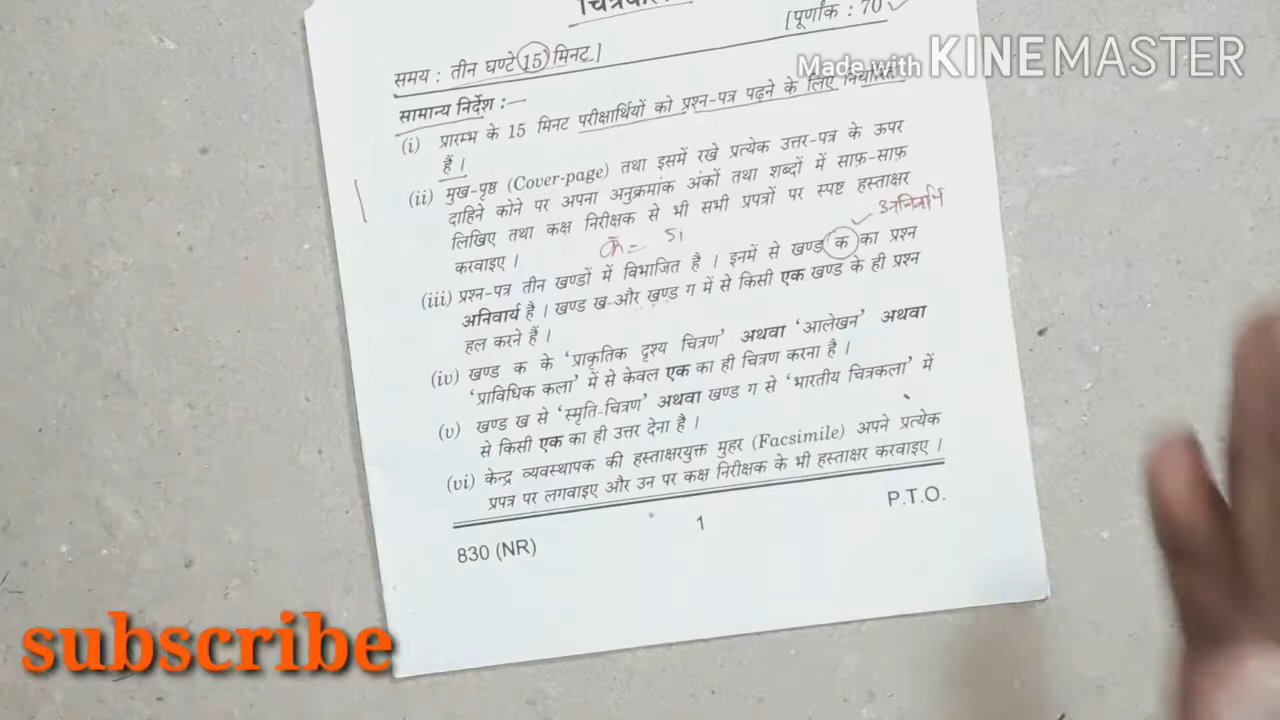 [पूर्णांक : 70
Made with KINEMASTER
समय : तीन घण्टे 15 मिनट]
सामान्य निर्देश :—
(i) प्रारम्भ के 15 मिनट परीक्षार्थियों को प्रश्न-पत्र पढ़ने के लिए निर्धारित
हैं ।
(ii) मुख-पृष्ठ (Cover-page) तथा इसमें रखे प्रत्येक उत्तर-पत्र के ऊपर
दाहिने कोने पर अपना अनुक्रमांक अंकों तथा शब्दों में साफ़-साफ़
लिखिए तथा कक्ष निरीक्षक से भी सभी प्रपत्रों पर स्पष्ट हस्ताक्षर
करवाइए ।
अनिवार्य
(iii) प्रश्न-पत्र तीन खण्डों में विभाजित है । इनमें से खण्ड क का प्रश्न
अनिवार्य है । खण्ड ख और खण्ड ग में से किसी एक खण्ड के ही प्रश्न
हल करने हैं ।
(iv) खण्ड क के ‘प्राकृतिक दृश्य चित्रण’ अथवा ‘आलेखन’ अथवा
‘प्राविधिक कला’ में से केवल एक का ही चित्रण करना है ।
(v) खण्ड ख से ‘स्मृति-चित्रण’ अथवा खण्ड ग से ‘भारतीय चित्रकला’ में
से किसी एक का ही उत्तर देना है ।
(vi) केन्द्र व्यवस्थापक की हस्ताक्षरयुक्त मुहर (Facsimile) अपने प्रत्येक
प्रपत्र पर लगवाइए और उन पर कक्ष निरीक्षक के भी हस्ताक्षर करवाइए ।
830 (NR)
1
P.T.O.
subscribe